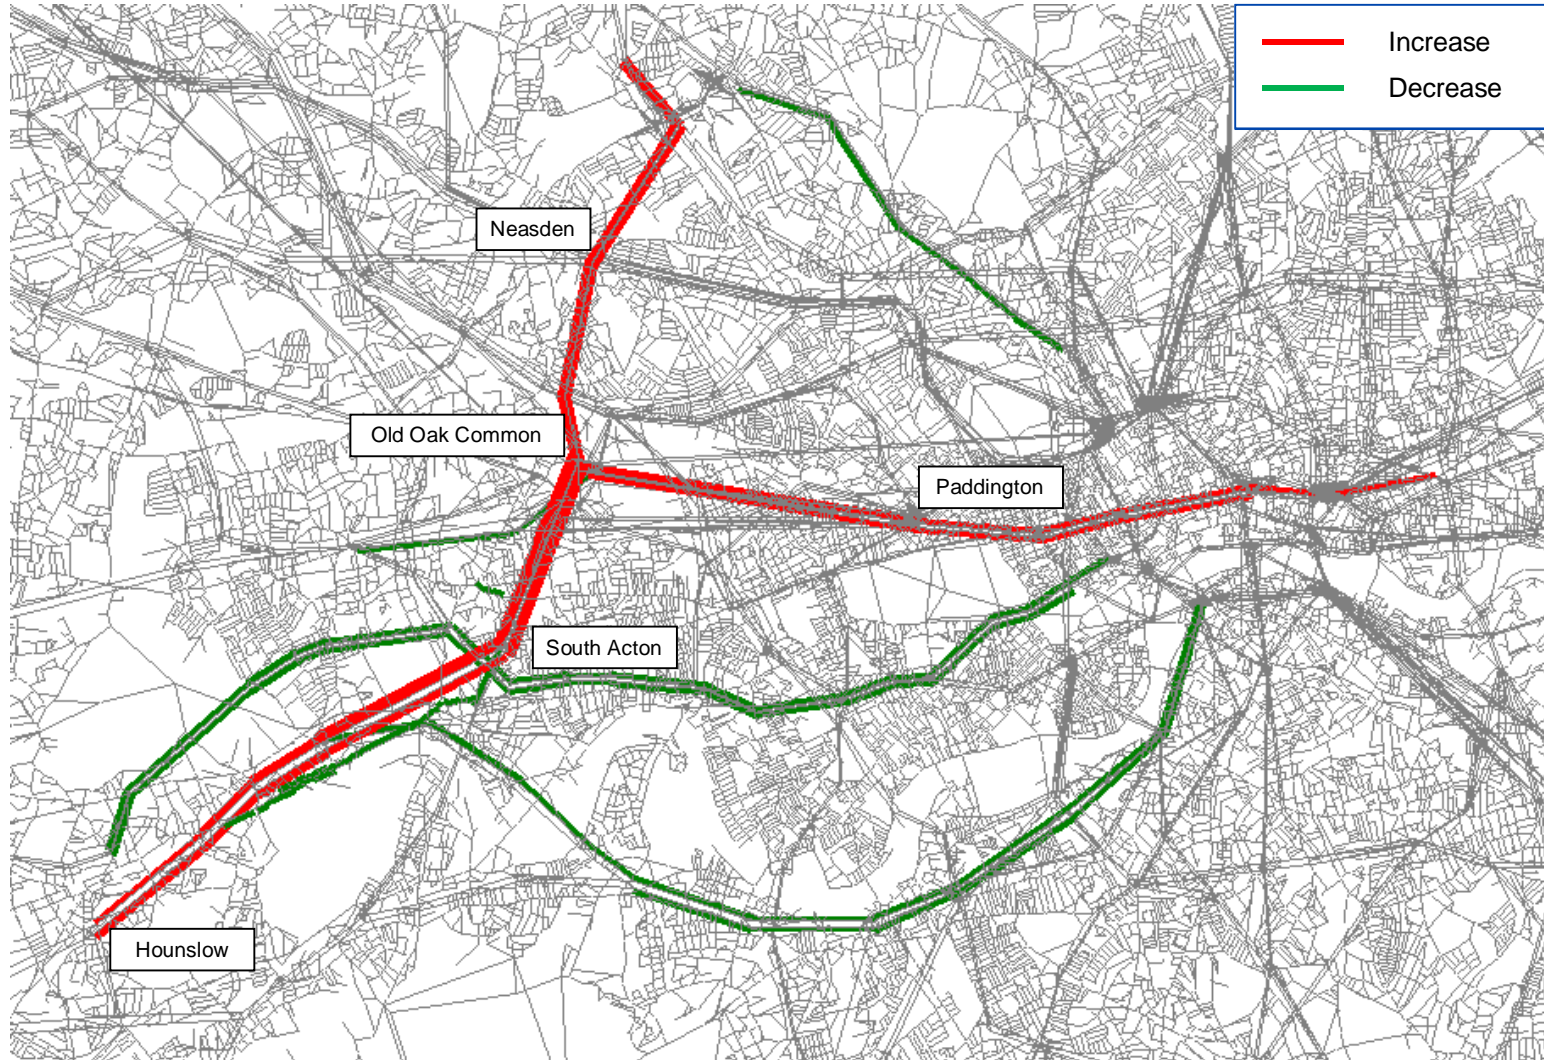 Increase
Decrease
Neasden
Old Oak Common
Paddington
South Acton
Hounslow